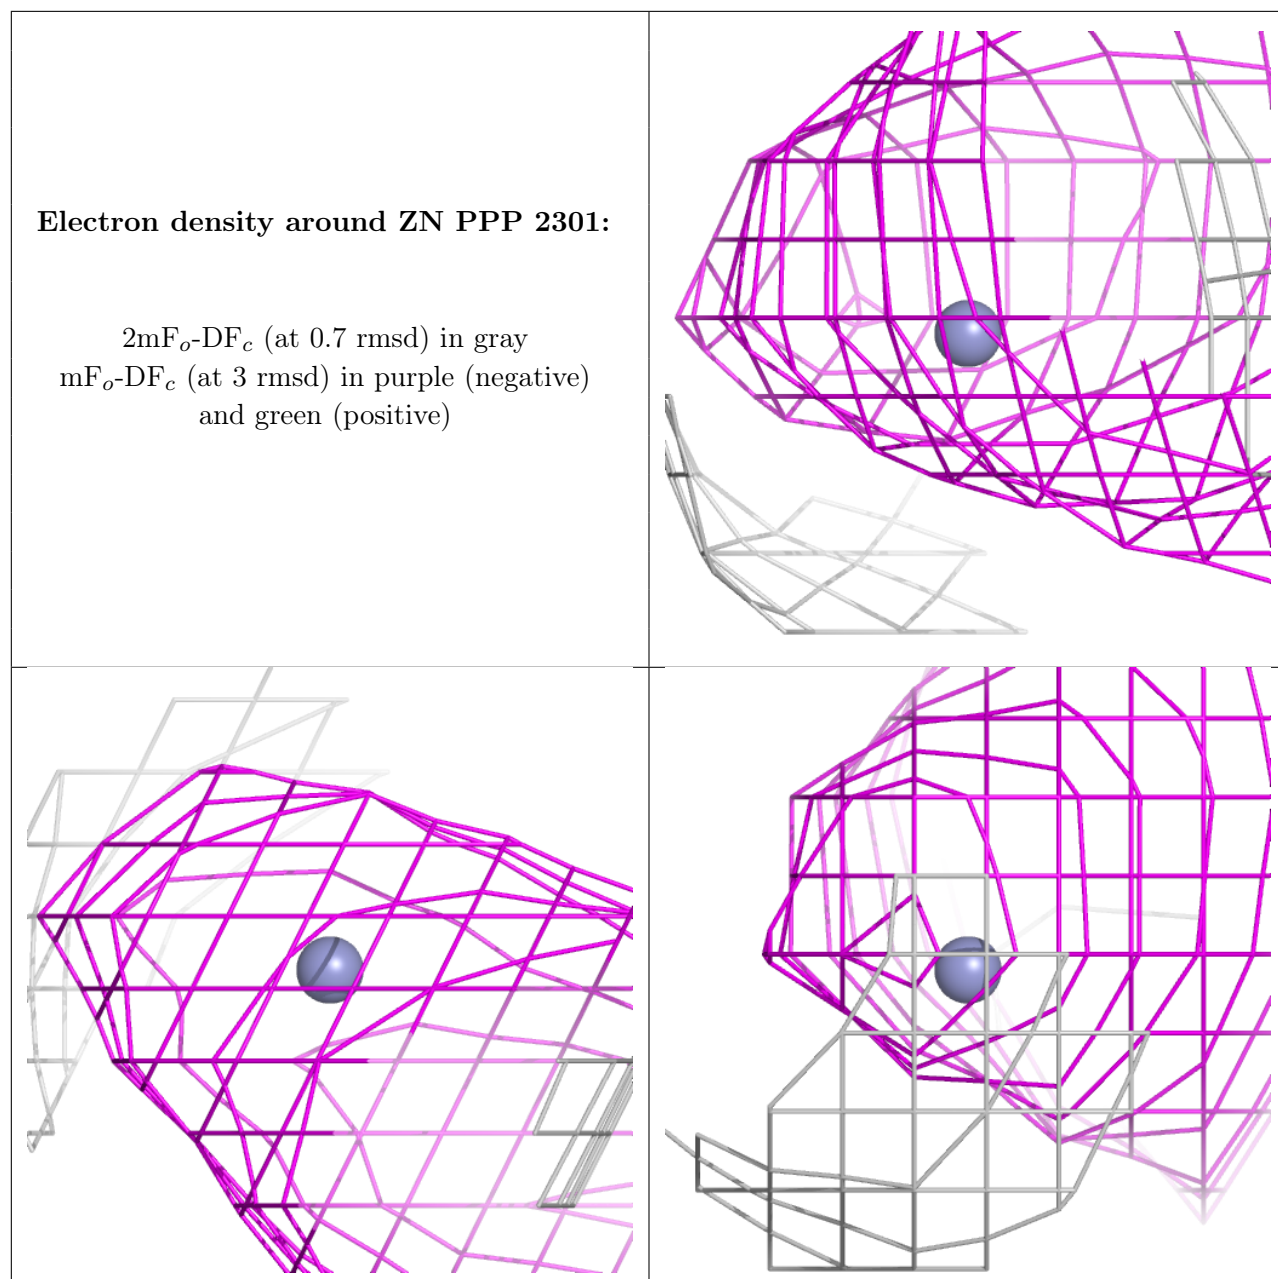 Electron density around ZN PPP 2301:
2mFo-DFc (at 0.7 rmsd) in gray
mFo-DFc (at 3 rmsd) in purple (negative)
and green (positive)